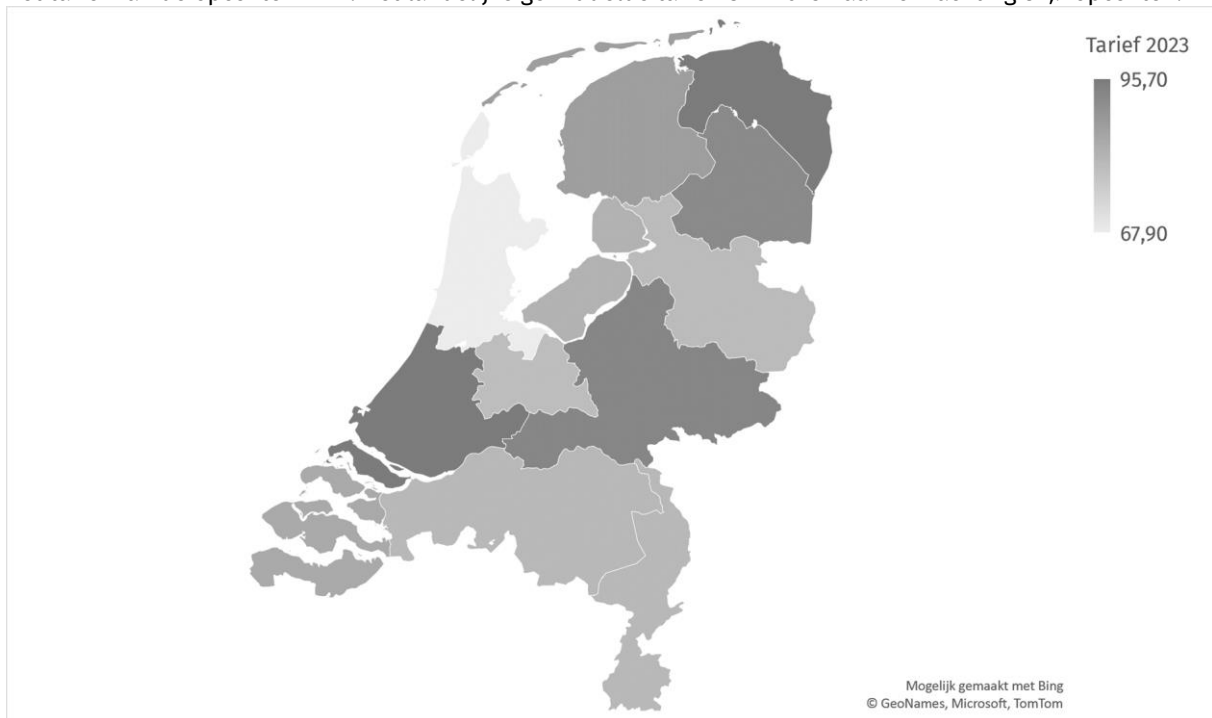 Tarief 2023
95,70
67,90
Mogelijk gemaakt met Bing
© GeoNames, Microsoft, TomTom